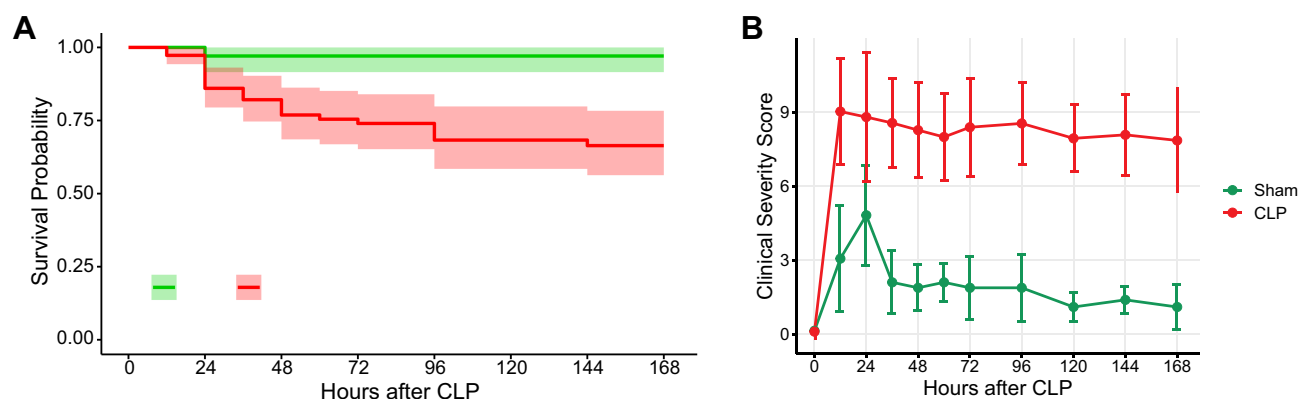 A
Survival Probability
1.00
0.75
0.50
0.25
0.00
0 24 48 72 96 120 144 168
Hours after CLP
B
Clinical Severity Score
9
6
3
0
0 24 48 72 96 120 144 168
Hours after CLP
Sham
CLP